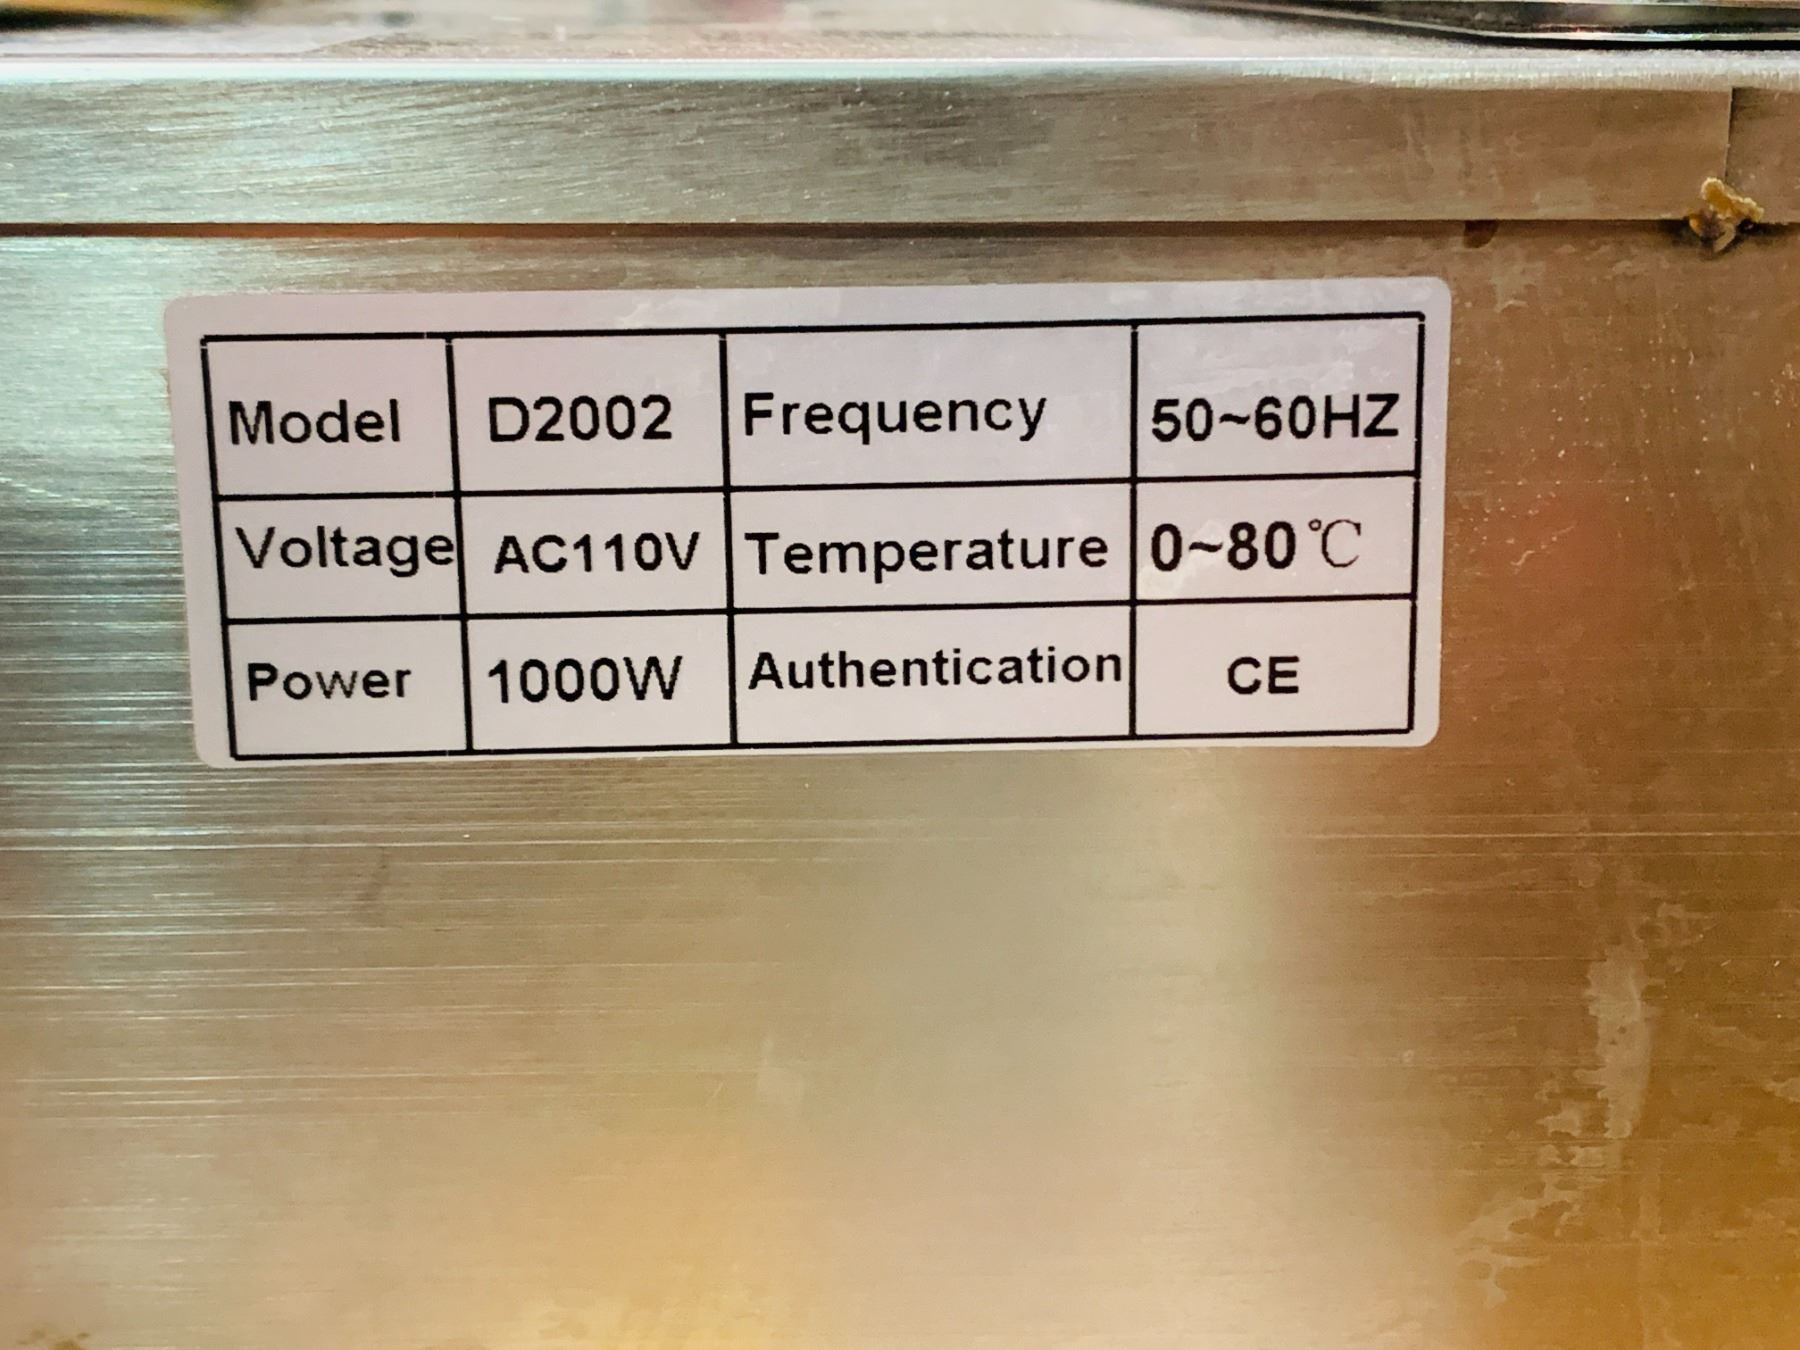 Model D2002 Frequency 50~60HZ
Voltage AC110V Temperature 0~80℃
Power 1000W Authentication CE